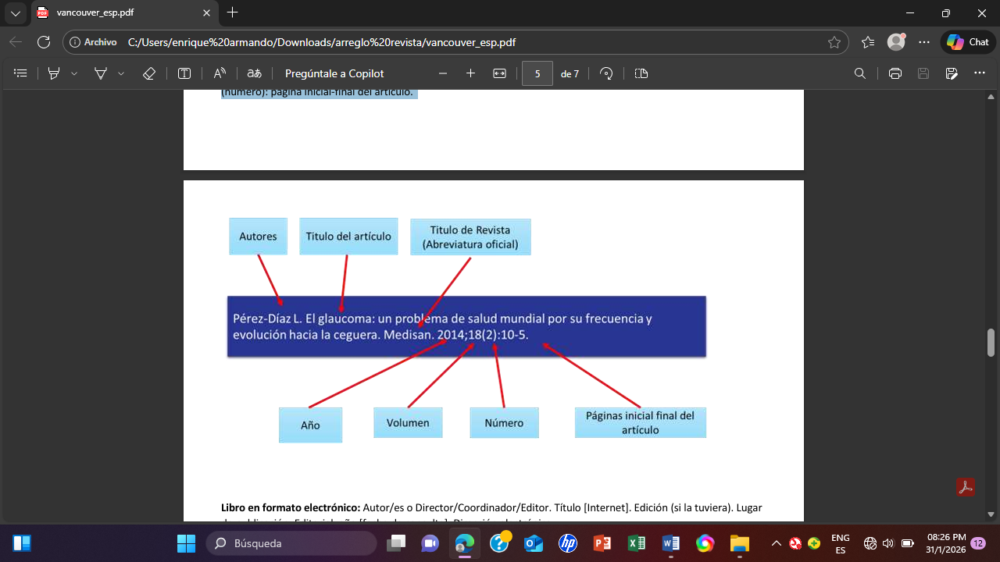 vancouver_esp.pdf
Archivo C:/Users/enrique%20armando/Downloads/arreglo%20revista/vancouver_esp.pdf
Chat
Pregúntale a Copilot
5 de 7
(número): página inicial-final del artículo.
Autores
Titulo del artículo
Titulo de Revista
(Abreviatura oficial)
Pérez-Díaz L. El glaucoma: un problema de salud mundial por su frecuencia y
evolución hacia la ceguera. Medisan. 2014;18(2):10-5.
Año
Volumen
Número
Páginas inicial final del
artículo
Libro en formato electrónico: Autor/es o Director/Coordinador/Editor. Título [Internet]. Edición (si la tuviera). Lugar
Búsqueda
ENG
ES
08:26 PM
31/1/2026
12